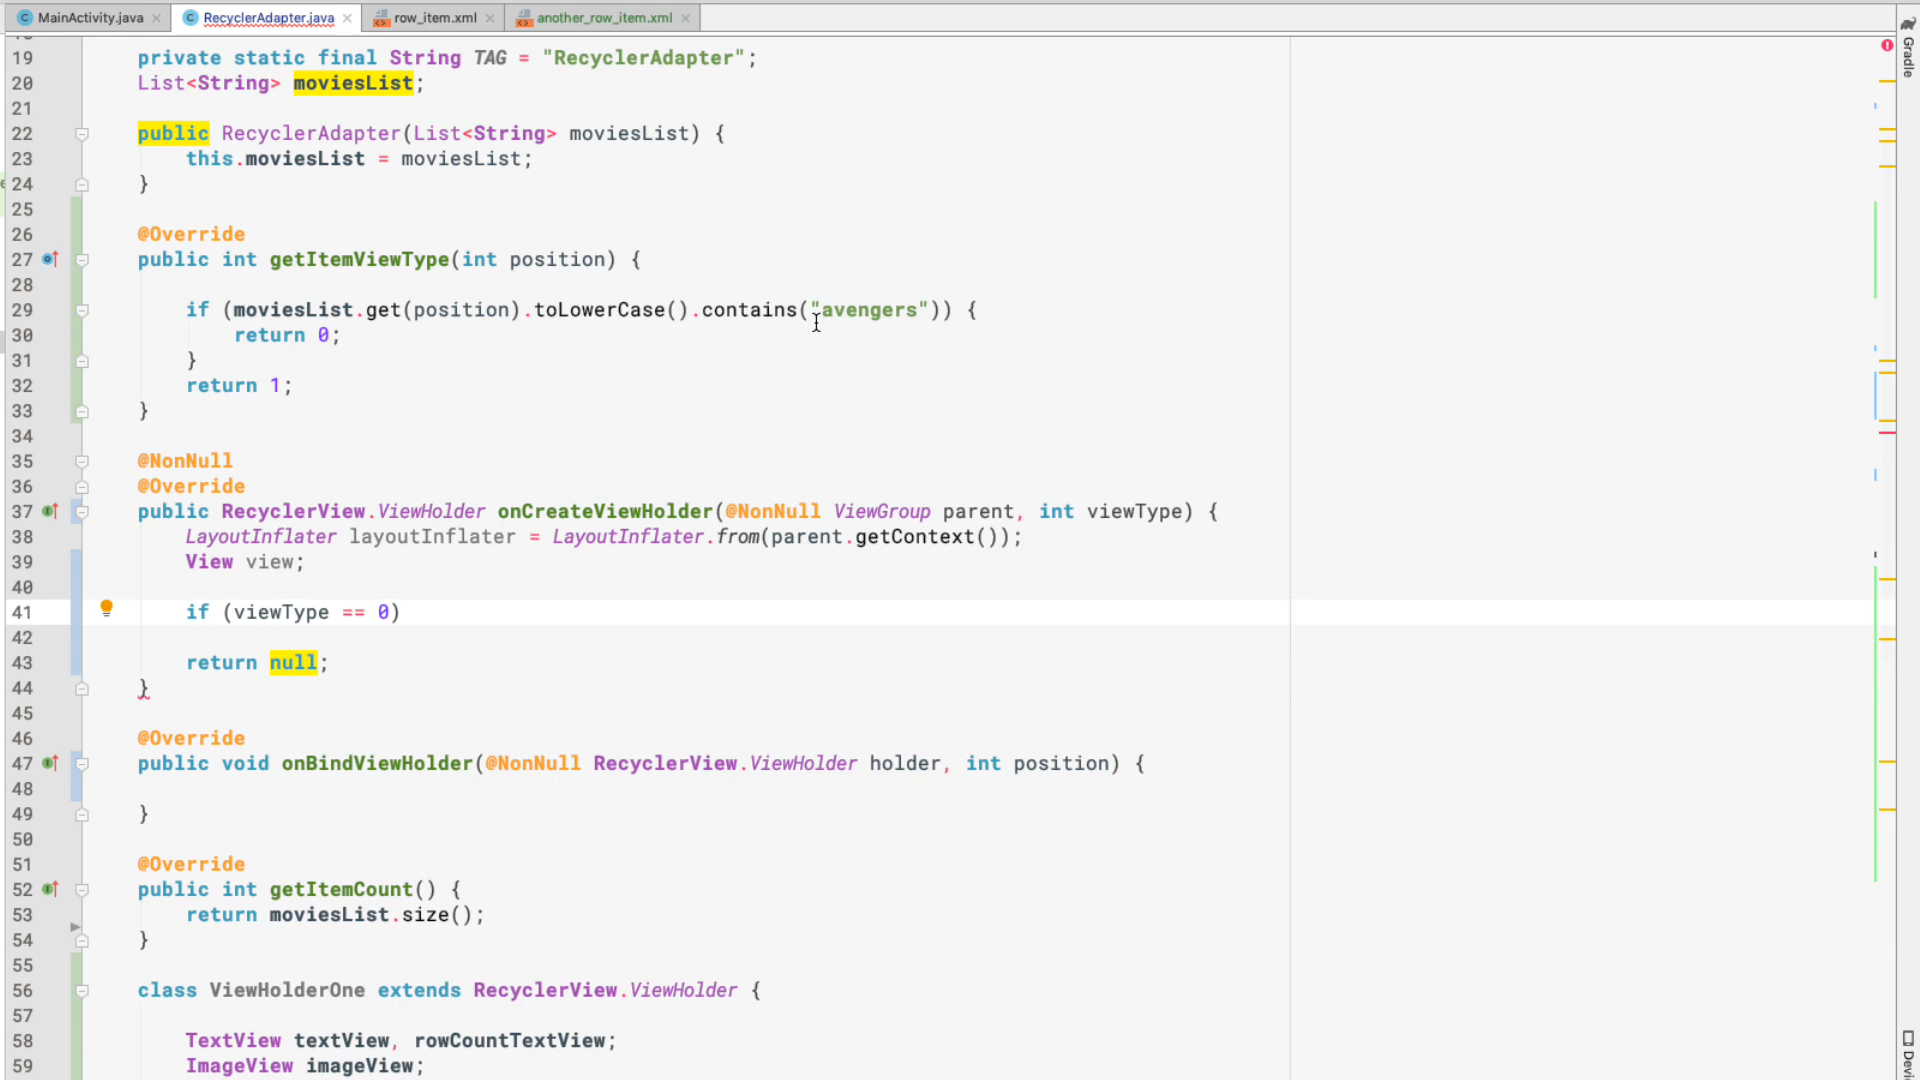 MainActivity.java
RecyclerAdapter.java
row_item.xml
another_row_item.xml
Gradle
19 private static final String TAG = "RecyclerAdapter";
20 List<String> moviesList;
21
22 public RecyclerAdapter(List<String> moviesList) {
23 this.moviesList = moviesList;
24 }
25
26 @Override
27 public int getItemViewType(int position) {
28
29 if (moviesList.get(position).toLowerCase().contains("avengers")) {
30 return 0;
31 }
32 return 1;
33 }
34
35 @NonNull
36 @Override
37 public RecyclerView.ViewHolder onCreateViewHolder(@NonNull ViewGroup parent, int viewType) {
38 LayoutInflater layoutInflater = LayoutInflater.from(parent.getContext());
39 View view;
40
41 if (viewType == 0)
42
43 return null;
44 }
45
46 @Override
47 public void onBindViewHolder(@NonNull RecyclerView.ViewHolder holder, int position) {
48
49 }
50
51 @Override
52 public int getItemCount() {
53 return moviesList.size();
54 }
55
56 class ViewHolderOne extends RecyclerView.ViewHolder {
57
58 TextView textView, rowCountTextView;
59 ImageView imageView;